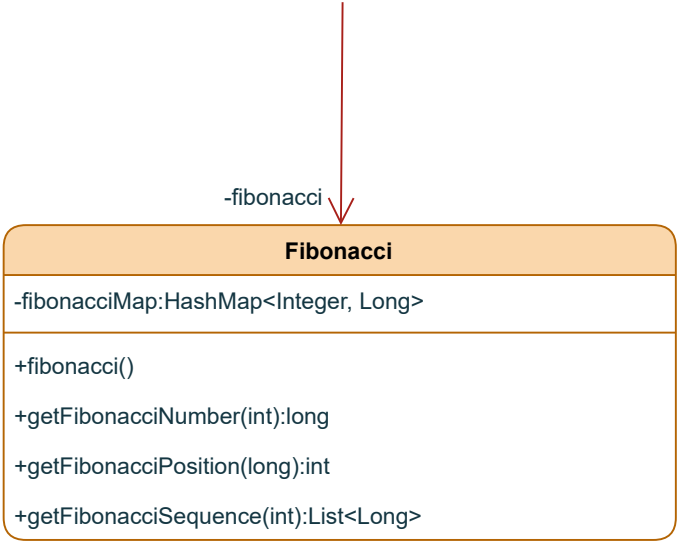 -fibonacci
Fibonacci
-fibonacciMap:HashMap<Integer, Long>
+fibonacci()
+getFibonacciNumber(int):long
+getFibonacciPosition(long):int
+getFibonacciSequence(int):List<Long>